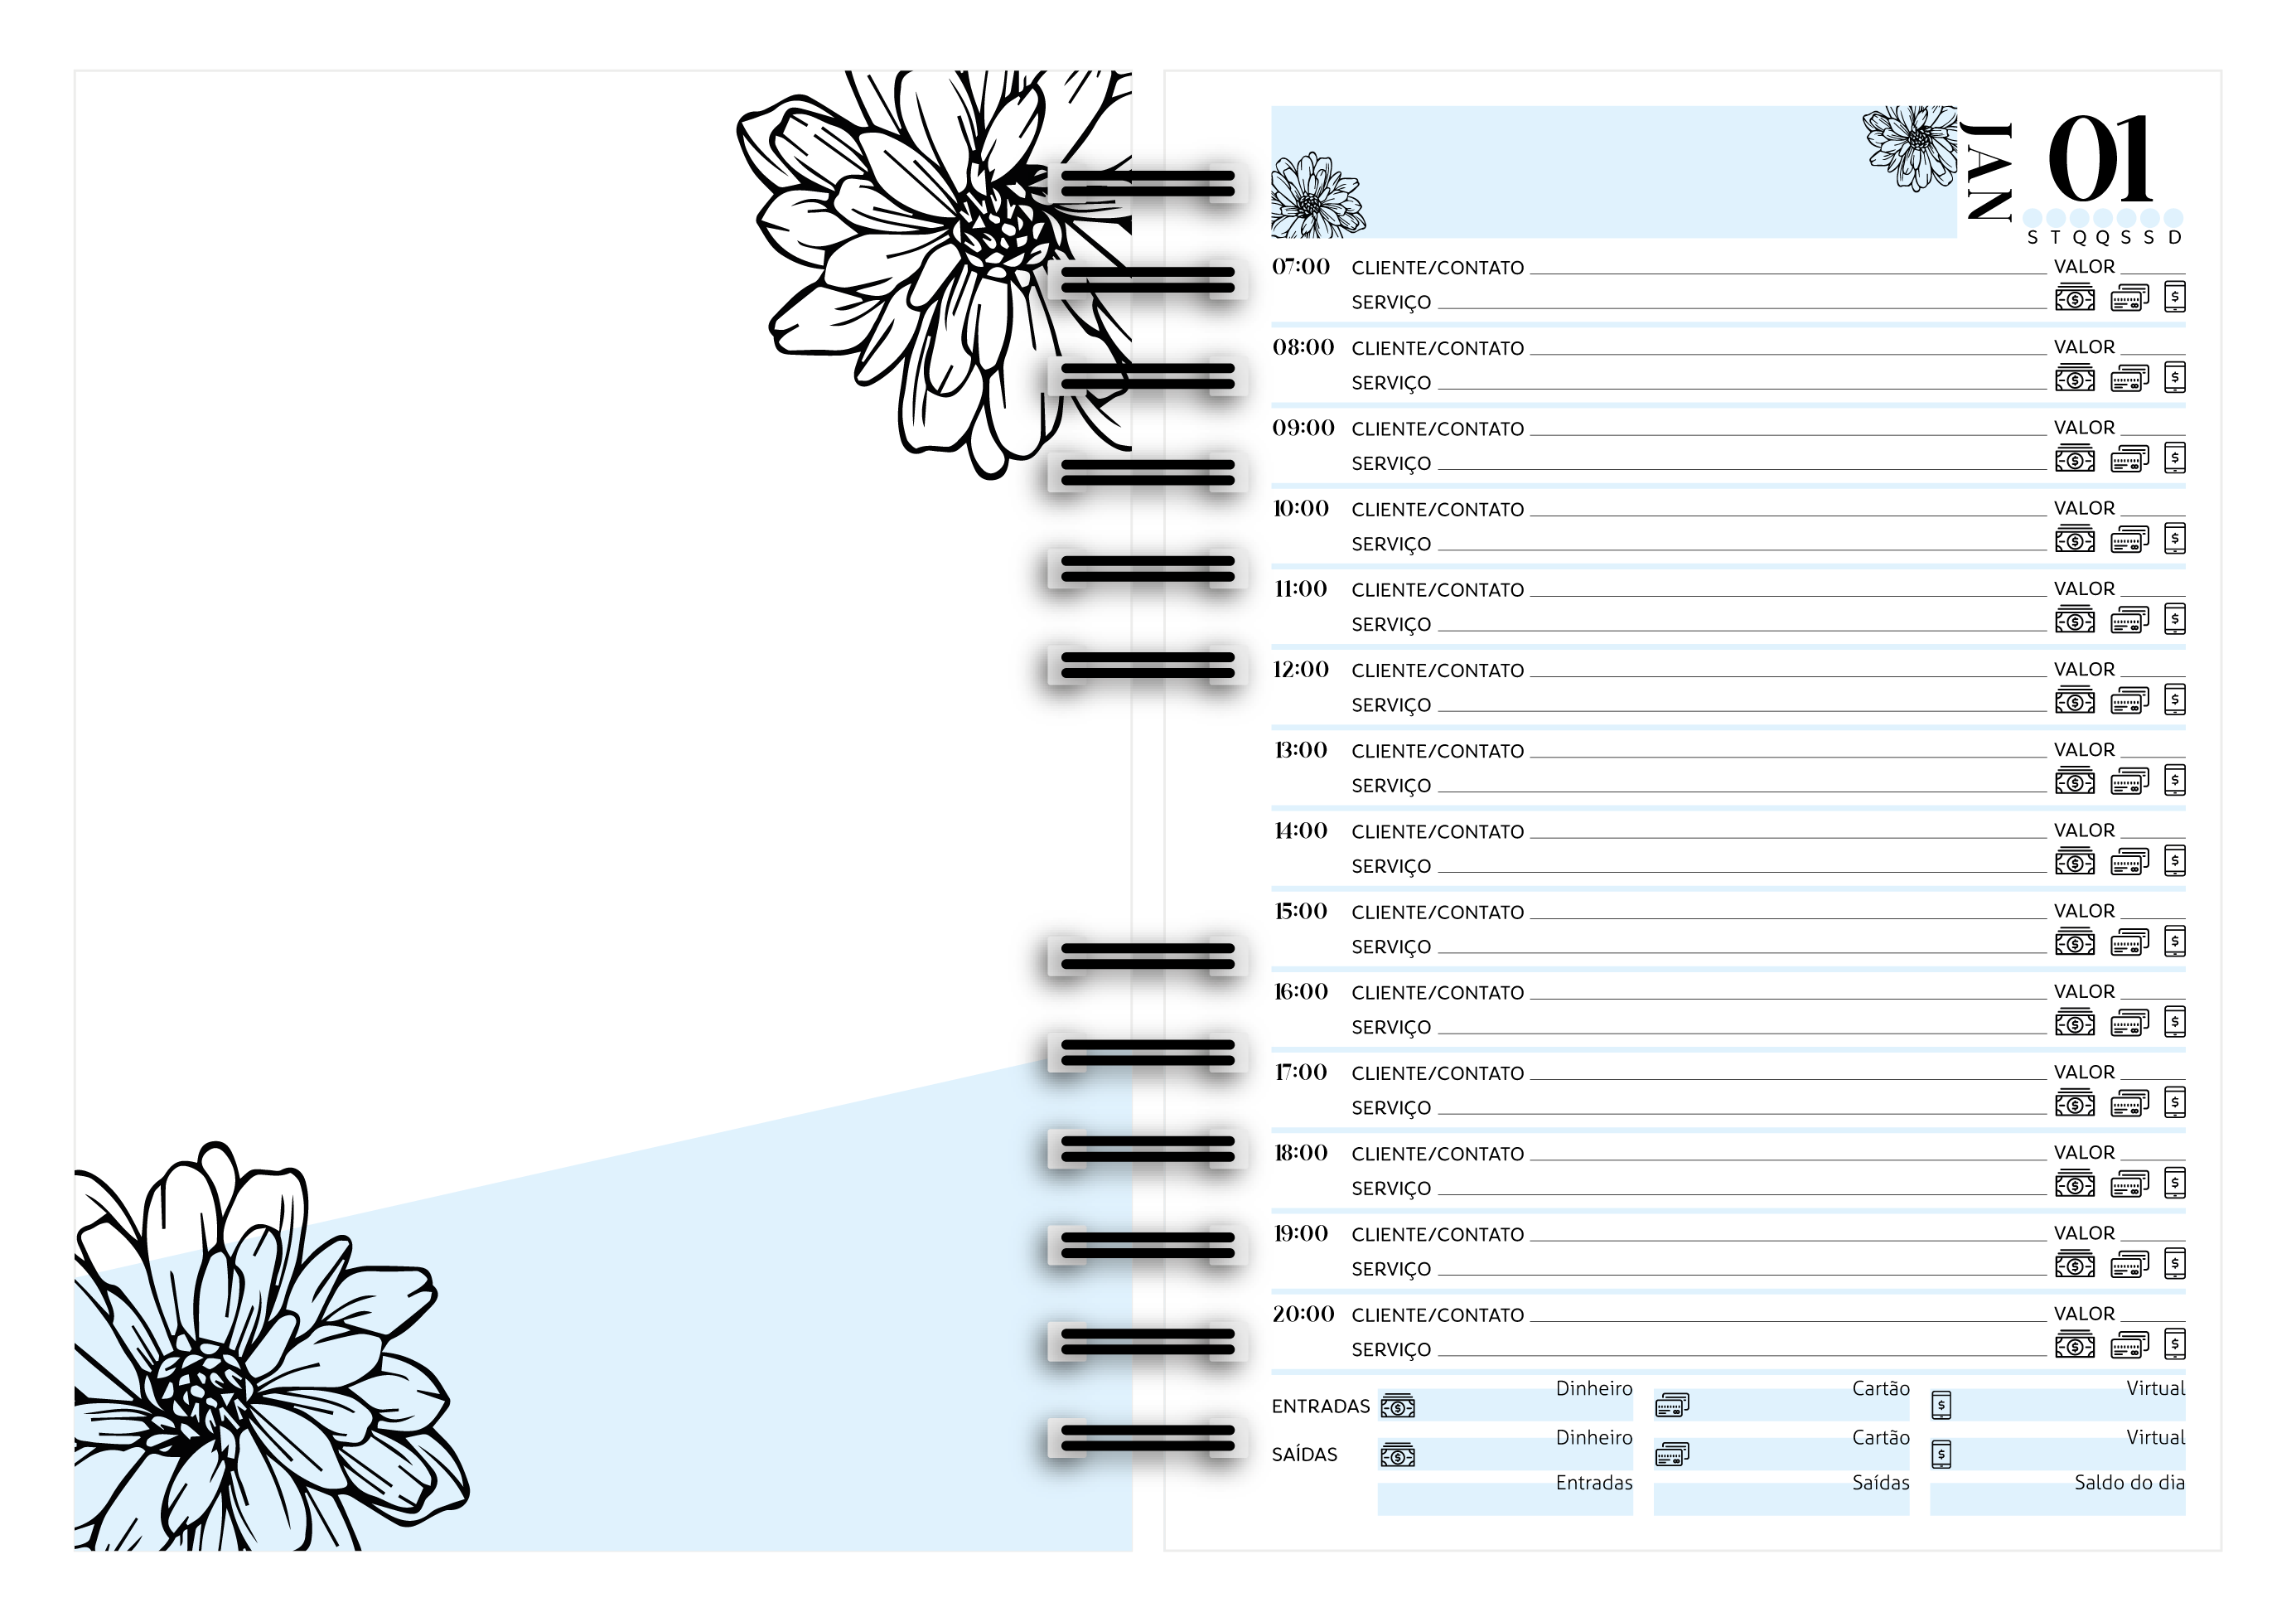 JAN
01
S T Q Q S S D
07:00 CLIENTE/CONTATO VALOR
SERVIÇO
08:00 CLIENTE/CONTATO VALOR
SERVIÇO
09:00 CLIENTE/CONTATO VALOR
SERVIÇO
10:00 CLIENTE/CONTATO VALOR
SERVIÇO
11:00 CLIENTE/CONTATO VALOR
SERVIÇO
12:00 CLIENTE/CONTATO VALOR
SERVIÇO
13:00 CLIENTE/CONTATO VALOR
SERVIÇO
14:00 CLIENTE/CONTATO VALOR
SERVIÇO
15:00 CLIENTE/CONTATO VALOR
SERVIÇO
16:00 CLIENTE/CONTATO VALOR
SERVIÇO
17:00 CLIENTE/CONTATO VALOR
SERVIÇO
18:00 CLIENTE/CONTATO VALOR
SERVIÇO
19:00 CLIENTE/CONTATO VALOR
SERVIÇO
20:00 CLIENTE/CONTATO VALOR
SERVIÇO
ENTRADAS Dinheiro Cartão Virtual
SAÍDAS Dinheiro Cartão Virtual
Entradas Saídas Saldo do dia